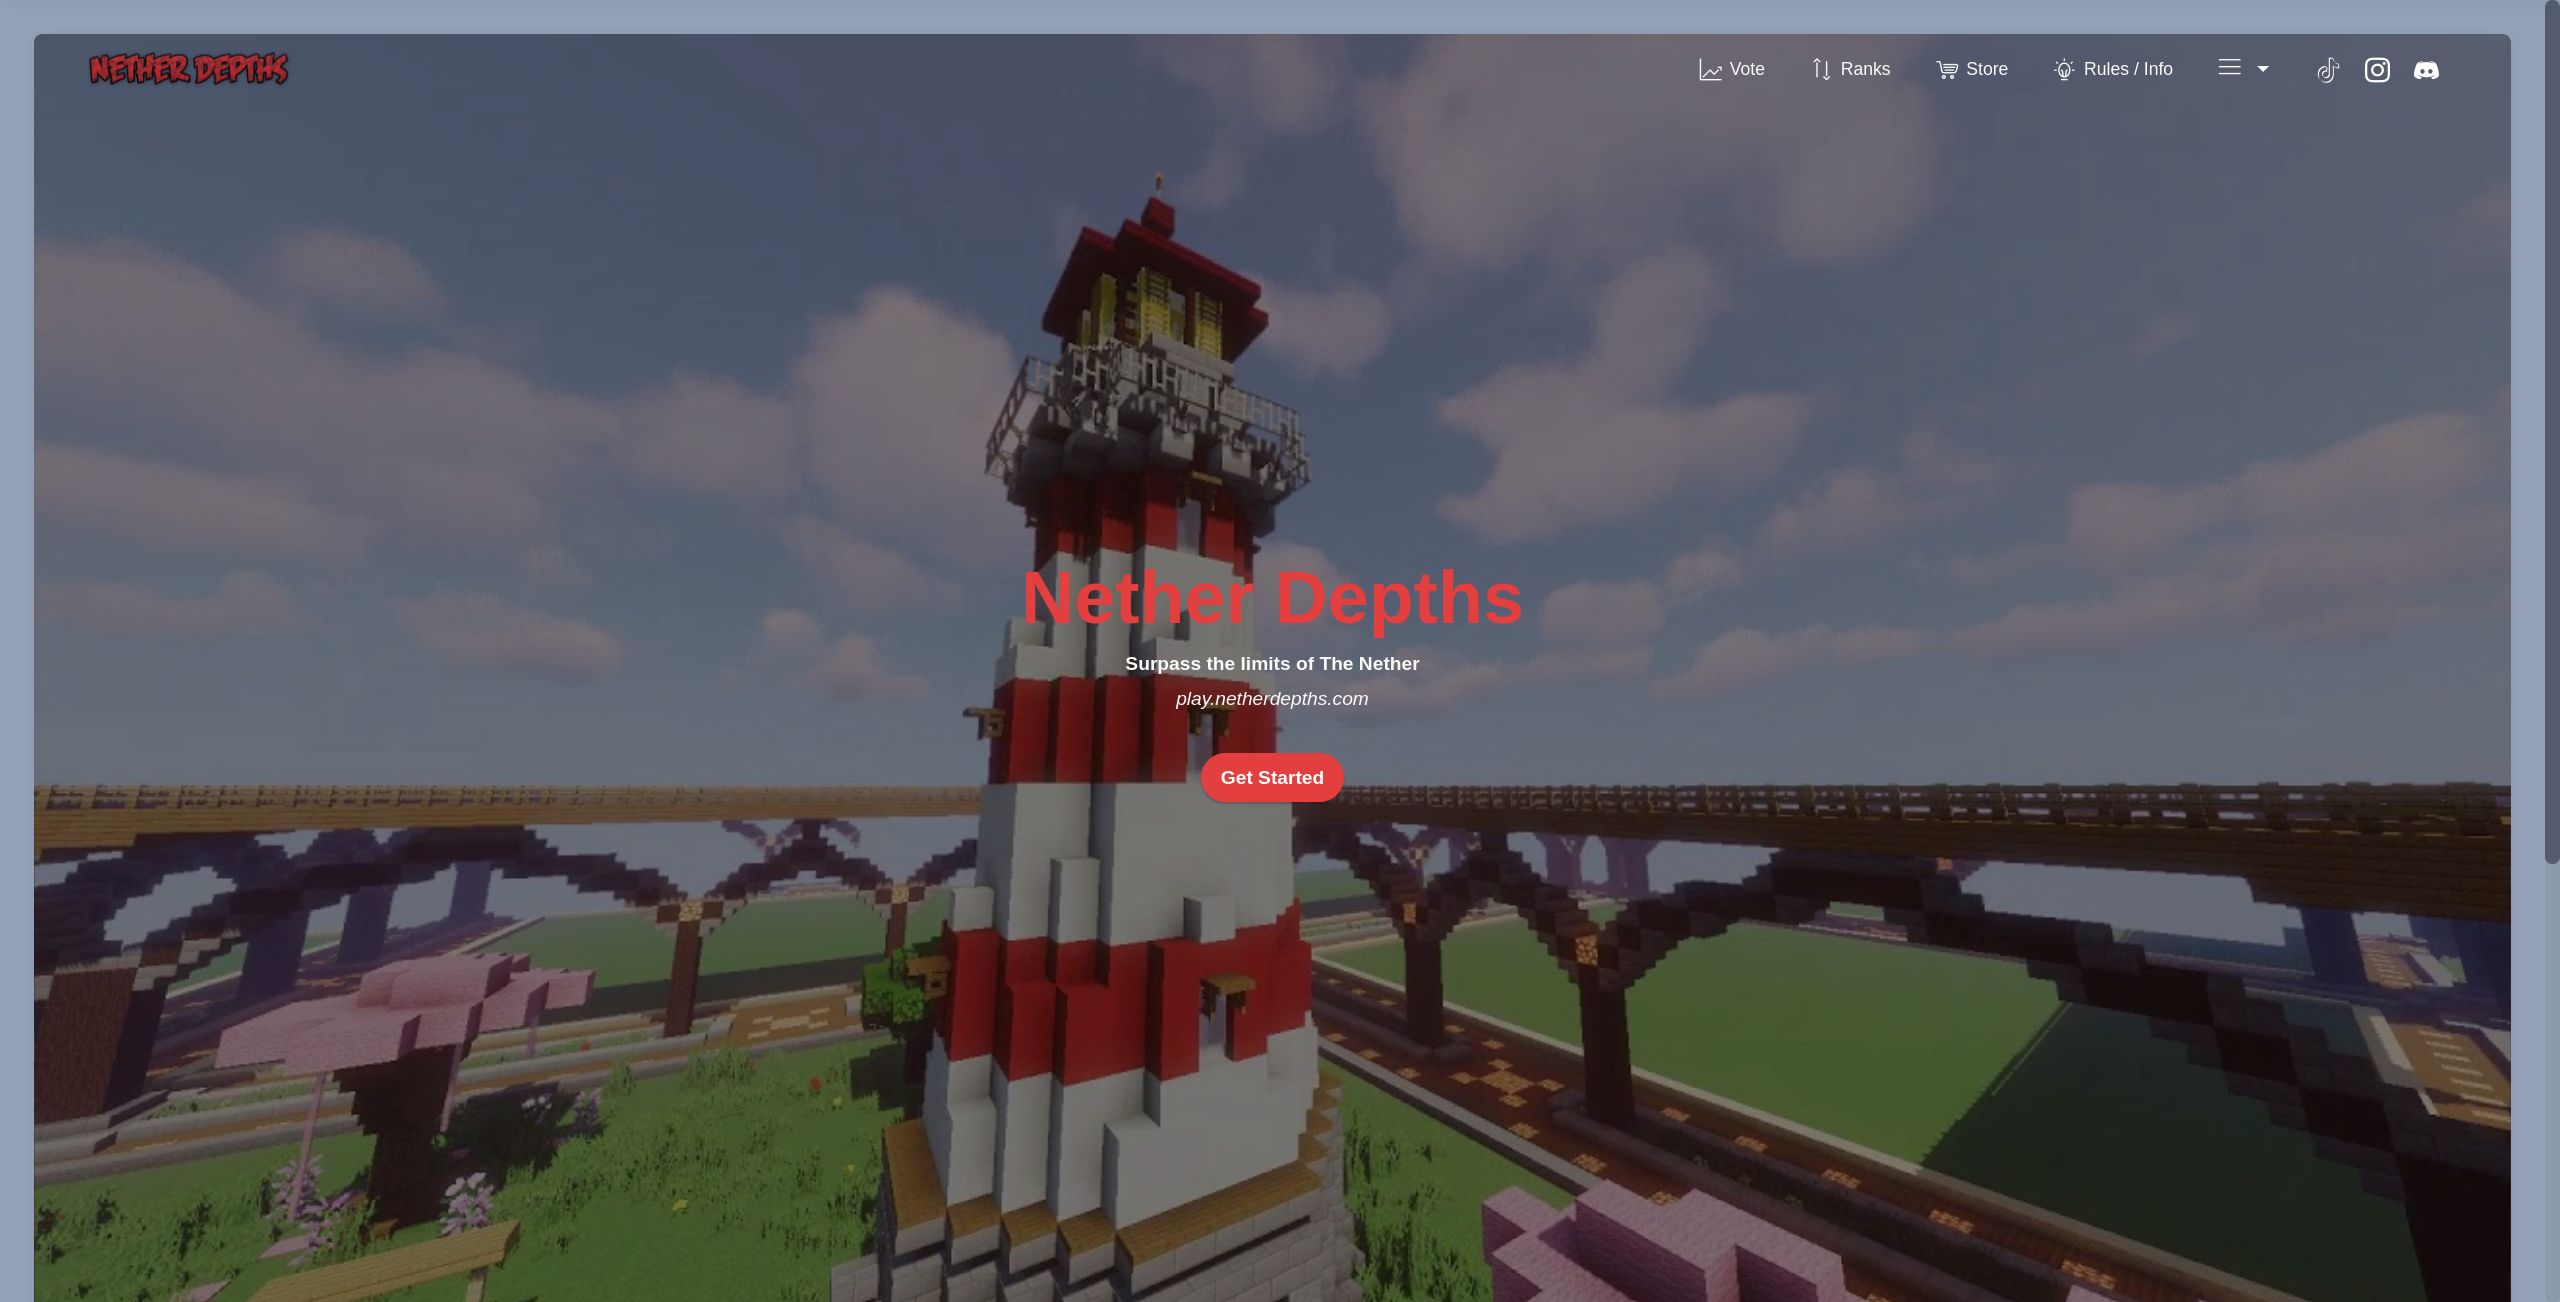 NETHER DEPTHS
Vote
Ranks
Store
Rules / Info
Nether Depths
Surpass the limits of The Nether
play.netherdepths.com
Get Started